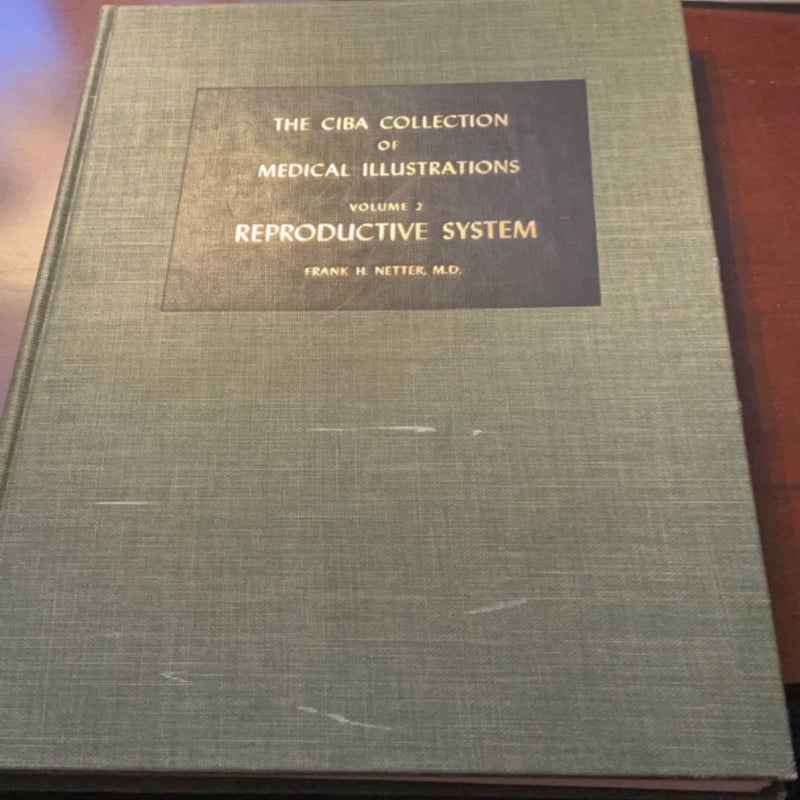 THE CIBA COLLECTION
OF
MEDICAL ILLUSTRATIONS
VOLUME 2
REPRODUCTIVE SYSTEM
FRANK H. NETTER, M.D.